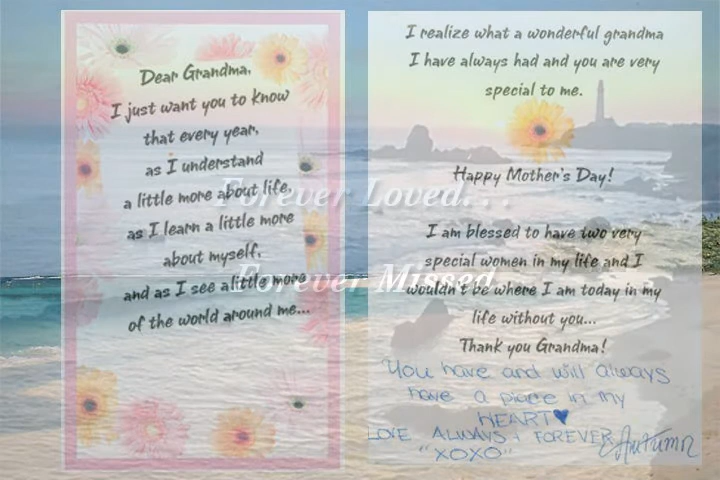 Dear Grandma,
I just want you to know
that every year,
as I understand
a little more about life,
as I learn a little more
about myself,
and as I see a little more
of the world around me...
I realize what a wonderful grandma
I have always had and you are very
special to me.
Happy Mother's Day!
I am blessed to have two very
special women in my life and I
wouldn't be where I am today in my
life without you...
Thank you Grandma!
You have and will always
have a place in my
HEART♥
LOVE ALWAYS & FOREVER,
"XOXO" Autumn
Forever Loved. . .
Forever Missed